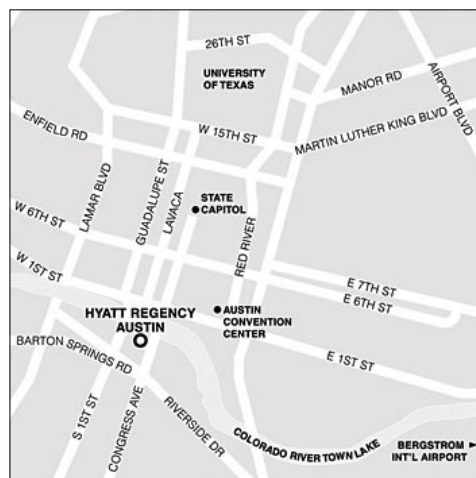 26TH ST
UNIVERSITY
OF TEXAS
MANOR RD
AIRPORT BLVD
MARTIN LUTHER KING BLVD
ENFIELD RD
W 15TH ST
LAMAR BLVD
GUADALUPE ST
LAVACA
STATE
CAPITOL
RED RIVER
W 6TH ST
W 1ST ST
E 7TH ST
E 6TH ST
HYATT REGENCY
AUSTIN
AUSTIN
CONVENTION
CENTER
BARTON SPRINGS RD
E 1ST ST
S 1ST ST
CONGRESS AVE
RIVERSIDE DR
COLORADO RIVER TOWN LAKE
BERGSTROM
INT'L AIRPORT